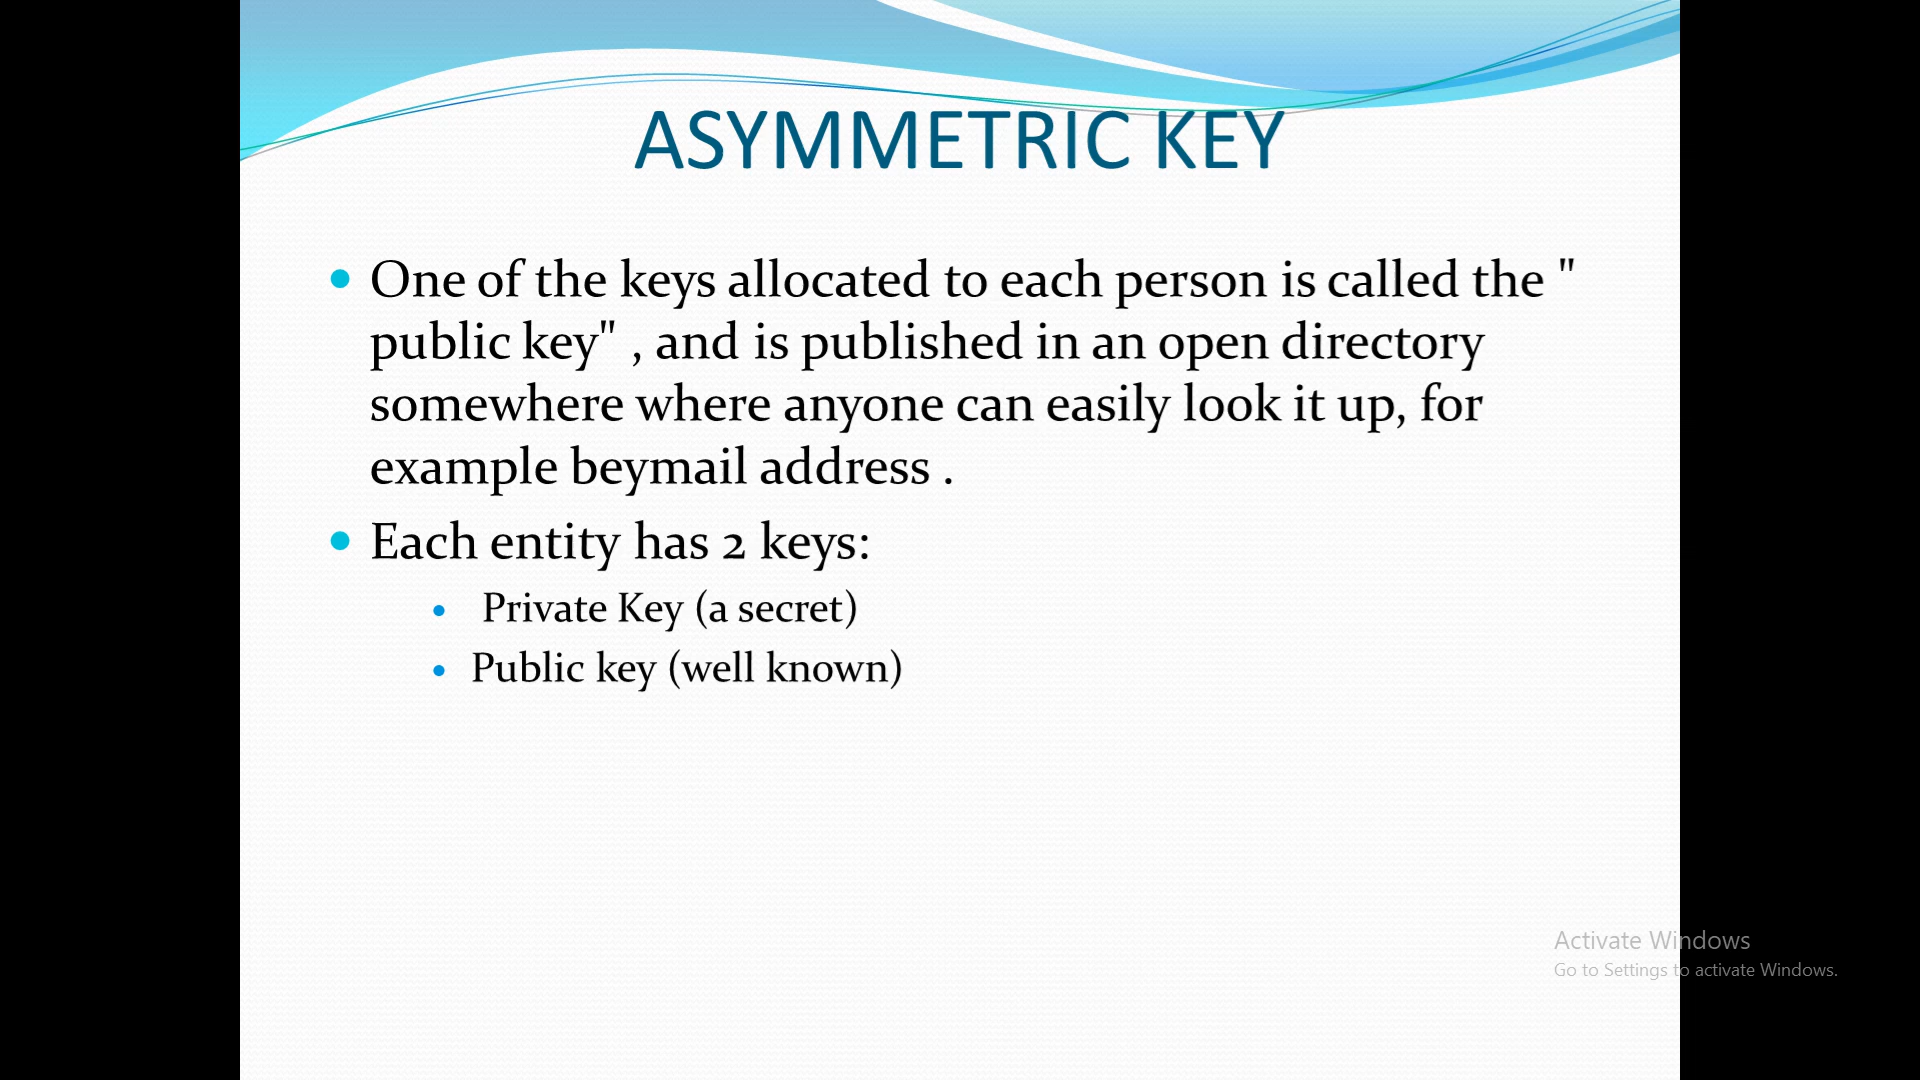 ASYMMETRIC KEY
One of the keys allocated to each person is called the "
public key" , and is published in an open directory
somewhere where anyone can easily look it up, for
example beymail address .
Each entity has 2 keys:
Private Key (a secret)
Public key (well known)
Activate Windows
Go to Settings to activate Windows.